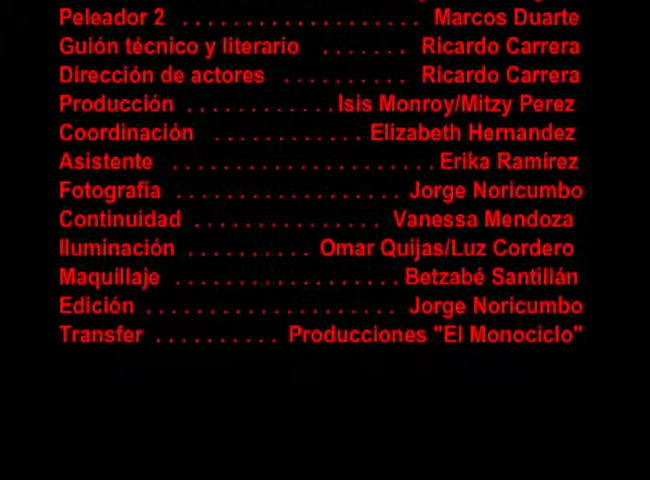 Peleador 2 . . . . . . . . . . . . . . . . . . . Marcos Duarte
Guión técnico y literario . . . . . . . Ricardo Carrera
Dirección de actores . . . . . . . . . . Ricardo Carrera
Producción . . . . . . . . . . . . Isis Monroy/Mitzy Perez
Coordinación . . . . . . . . . . . . Elizabeth Hernandez
Asistente . . . . . . . . . . . . . . . . . . . . . Erika Ramírez
Fotografía . . . . . . . . . . . . . . . . . . Jorge Noricumbo
Continuidad . . . . . . . . . . . . . . . Vanessa Mendoza
Iluminación . . . . . . . . . . Omar Quijas/Luz Cordero
Maquillaje . . . . . . . . . . . . . . . . . . Betzabé Santillán
Edición . . . . . . . . . . . . . . . . . . . . Jorge Noricumbo
Transfer . . . . . . . . . . Producciones "El Monociclo"